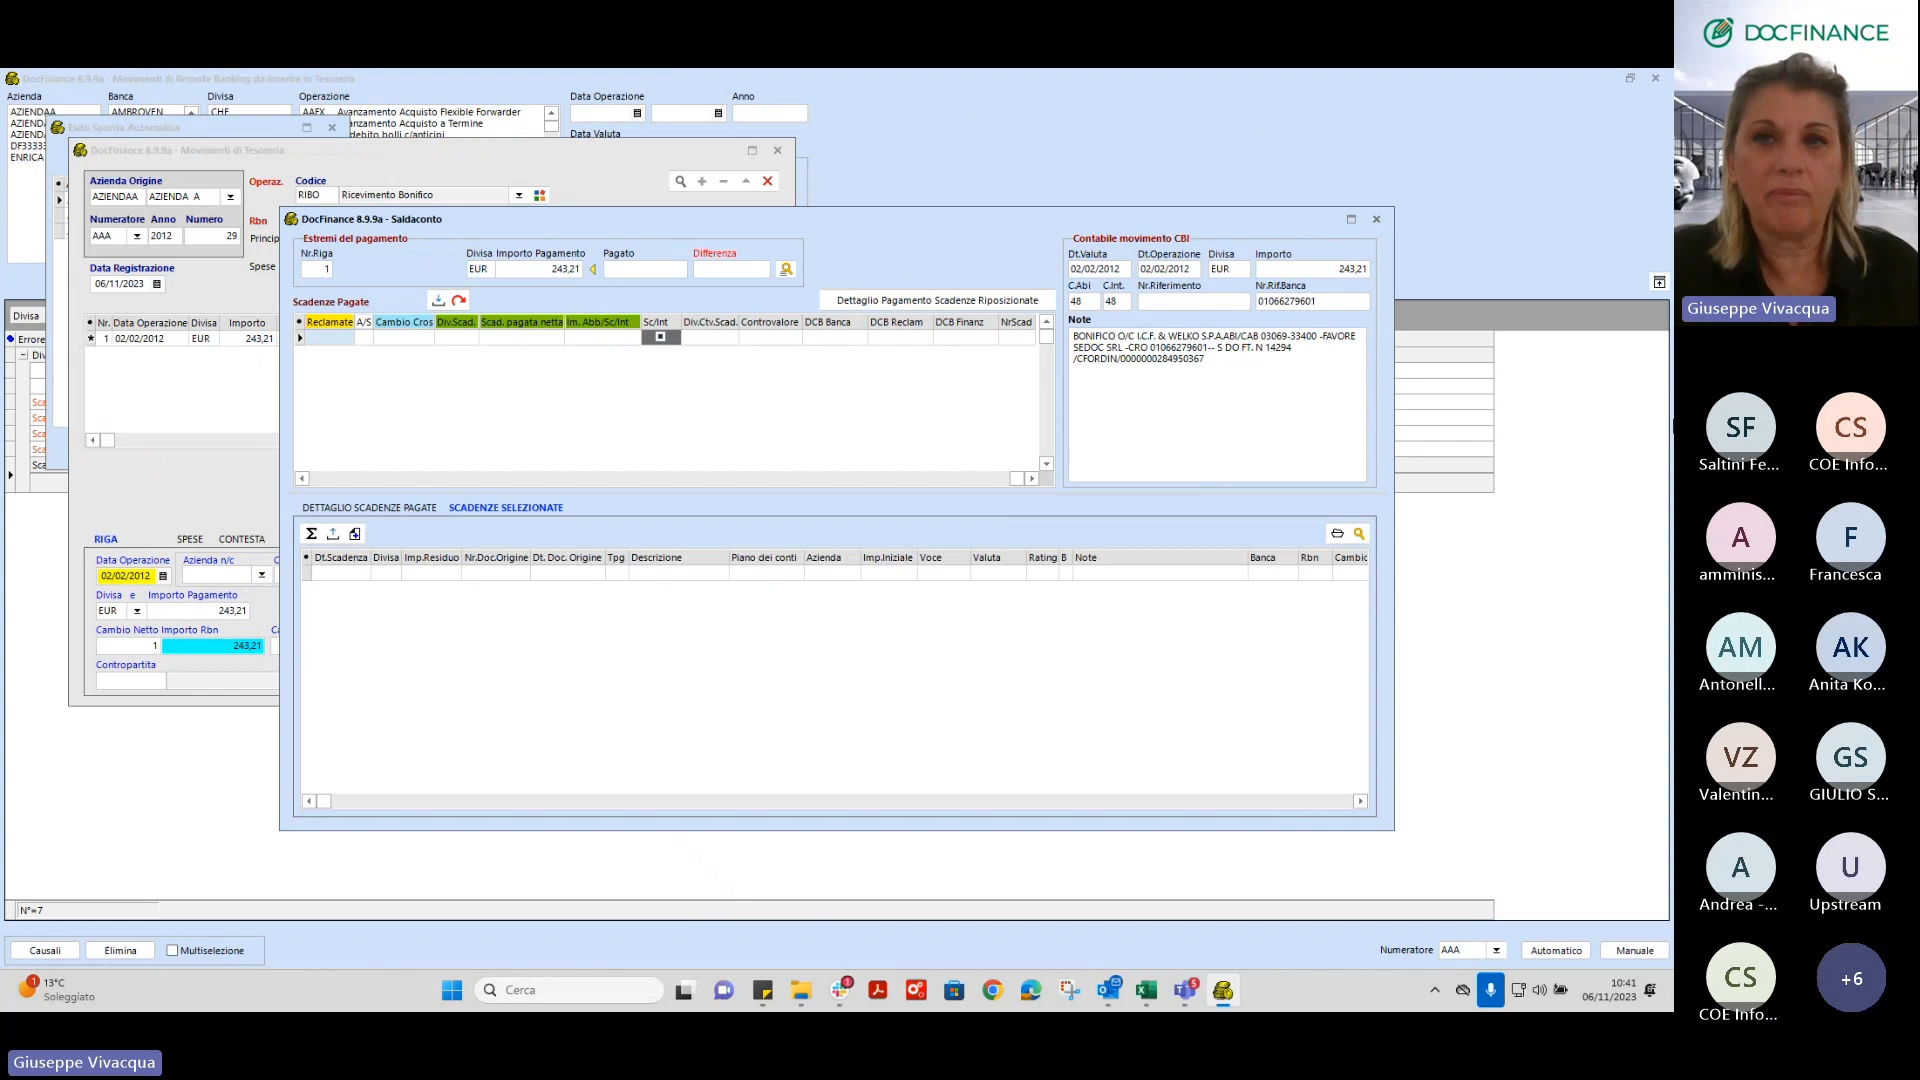 DOCFINANCE
DocFinance 8.9.9a - Movimenti di Remote Banking da inserire in Tesoreria
Azienda
Banca
Divisa
Operazione
Data Operazione
Anno
AZIENDAA
AMBROVEN
CHF
AAFX
Avanzamento Acquisto Flexible Forwarder
Avanzamento Acquisto a Termine
debito bolli c/anticipi
Data Valuta
ENRICA
Esito Spunta Automatica
DocFinance 8.9.9a - Movimenti di Tesoreria
Azienda Origine
AZIENDAA
AZIENDA A
Operaz.
Codice
RIBO
Ricevimento Bonifico
Numeratore
Anno
Numero
Rbn
AAA
2012
29
Princip
Data Registrazione
Spese
06/11/2023
Divisa
Errore
Nr.
Data Operazione
Divisa
Importo
1
02/02/2012
EUR
243,21
RIGA
SPESE
CONTESTA
Data Operazione
Azienda n/c
02/02/2012
Divisa e Importo Pagamento
EUR
243,21
Cambio Netto
Importo Rbn
1
243,21
Contropartita
DocFinance 8.9.9a - Saldaconto
Estremi del pagamento
Nr.Riga
Divisa
Importo Pagamento
Pagato
Differenza
1
EUR
243,21
Scadenze Pagate
Dettaglio Pagamento Scadenze Riposizionate
Reclamate
A/S
Cambio Cros
Div.Scad.
Scad. pagata netta
Im. Abb/Sc/Int
Sc/Int
Div.Ctv.Scad.
Controvalore
DCB Banca
DCB Reclam
DCB Finanz
NrScad
Contabile movimento CBI
Dt.Valuta
Dt.Operazione
Divisa
Importo
02/02/2012
02/02/2012
EUR
243,21
C.Abi
C.Int.
Nr.Riferimento
Nr.Rif.Banca
48
48
01066279601
Note
BONIFICO O/C I.C.F. & WELKO S.P.A.ABI/CAB 03069-33400 -FAVORE
SEDOC SRL -CRO 01066279601-- S DO FT. N 14294
/CFORDIN/0000000284950367
DETTAGLIO SCADENZE PAGATE
SCADENZE SELEZIONATE
Dt.Scadenza
Divisa
Imp.Residuo
Nr.Doc.Origine
Dt. Doc. Origine
Tpg
Descrizione
Piano dei conti
Azienda
Imp.Iniziale
Voce
Valuta
Rating
B
Note
Banca
Rbn
Cambio
N°=7
Causali
Elimina
Multiselezione
Numeratore
AAA
Automatico
Manuale
13°C
Soleggiato
Cerca
10:41
06/11/2023
Giuseppe Vivacqua
Giuseppe Vivacqua
SF
Saltini Fe...
CS
COE Info...
A
amminis...
F
Francesca
AM
Antonell...
AK
Anita Ko...
VZ
Valentin...
GS
GIULIO S...
A
Andrea -...
U
Upstream
CS
COE Info...
+6